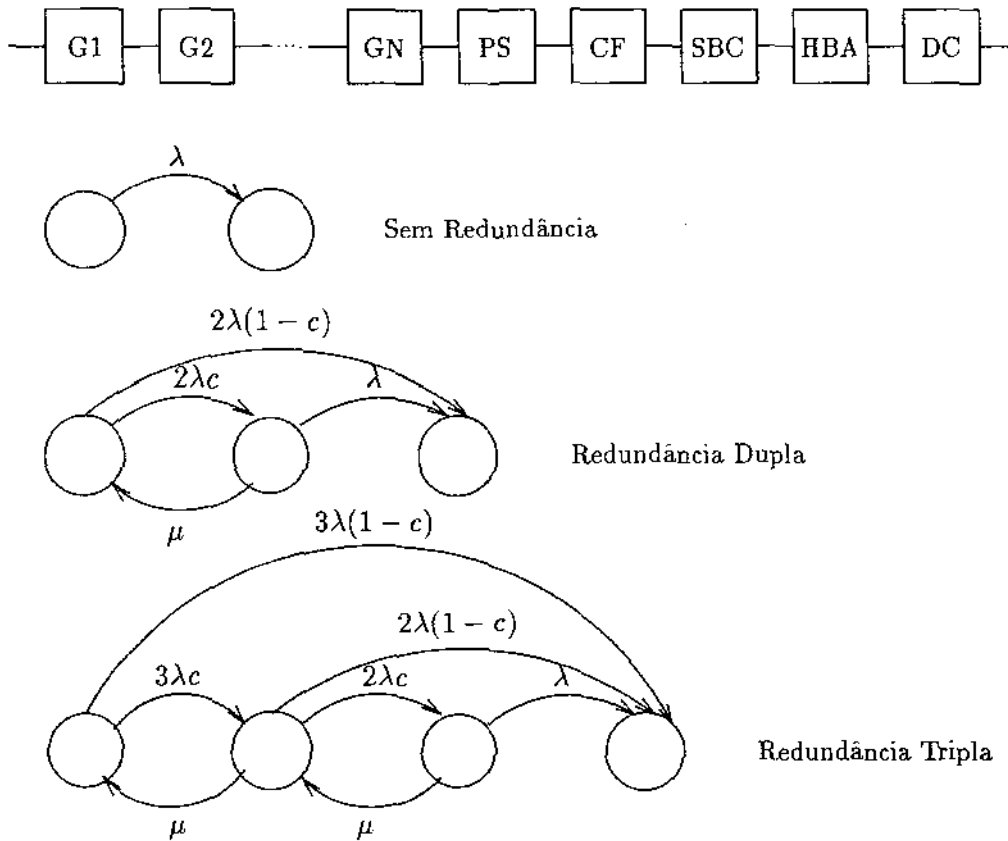 G1 G2 ..... GN PS CF SBC HBA DC
λ
Sem Redundância
2λ(1 − c)
2λc λ
Redundância Dupla
μ
3λ(1 − c)
2λ(1 − c)
3λc 2λc λ
Redundância Tripla
μ μ